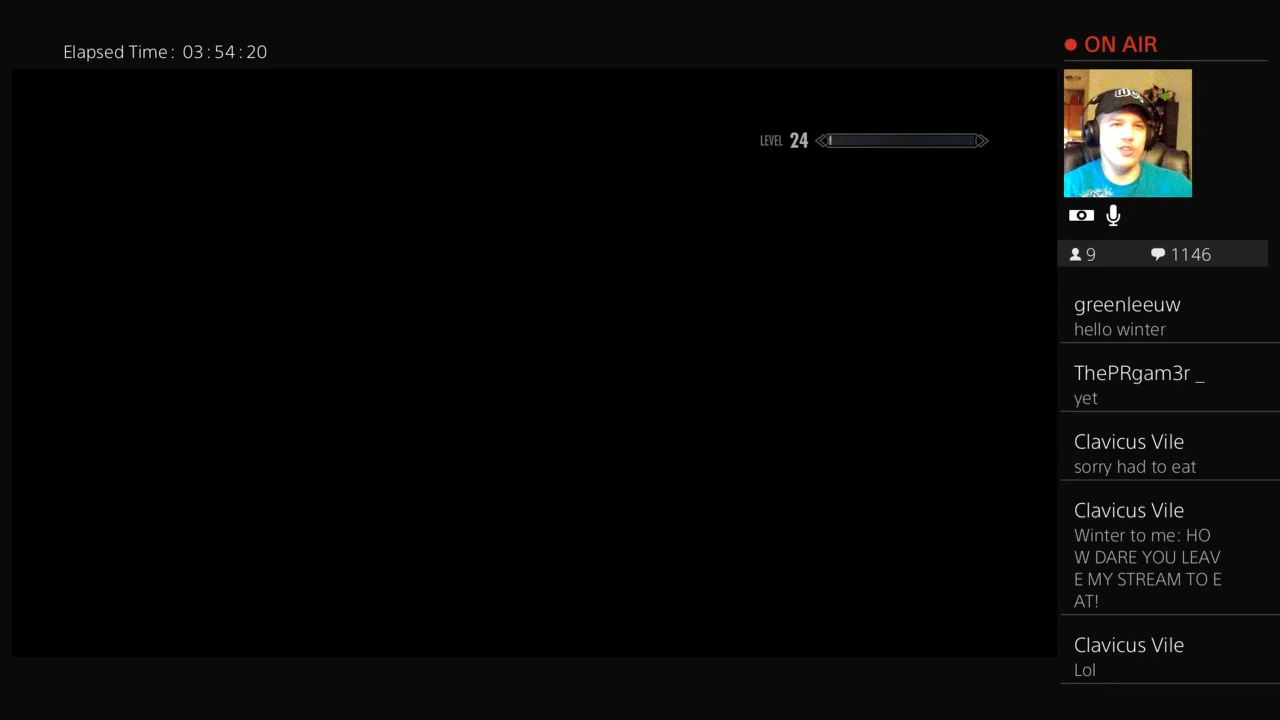 Elapsed Time: 03:54:20
ON AIR
LEVEL 24
9 1146
greenleeuw
hello winter
ThePRgam3r _
yet
Clavicus Vile
sorry had to eat
Clavicus Vile
Winter to me: HO
W DARE YOU LEAV
E MY STREAM TO E
AT!
Clavicus Vile
Lol